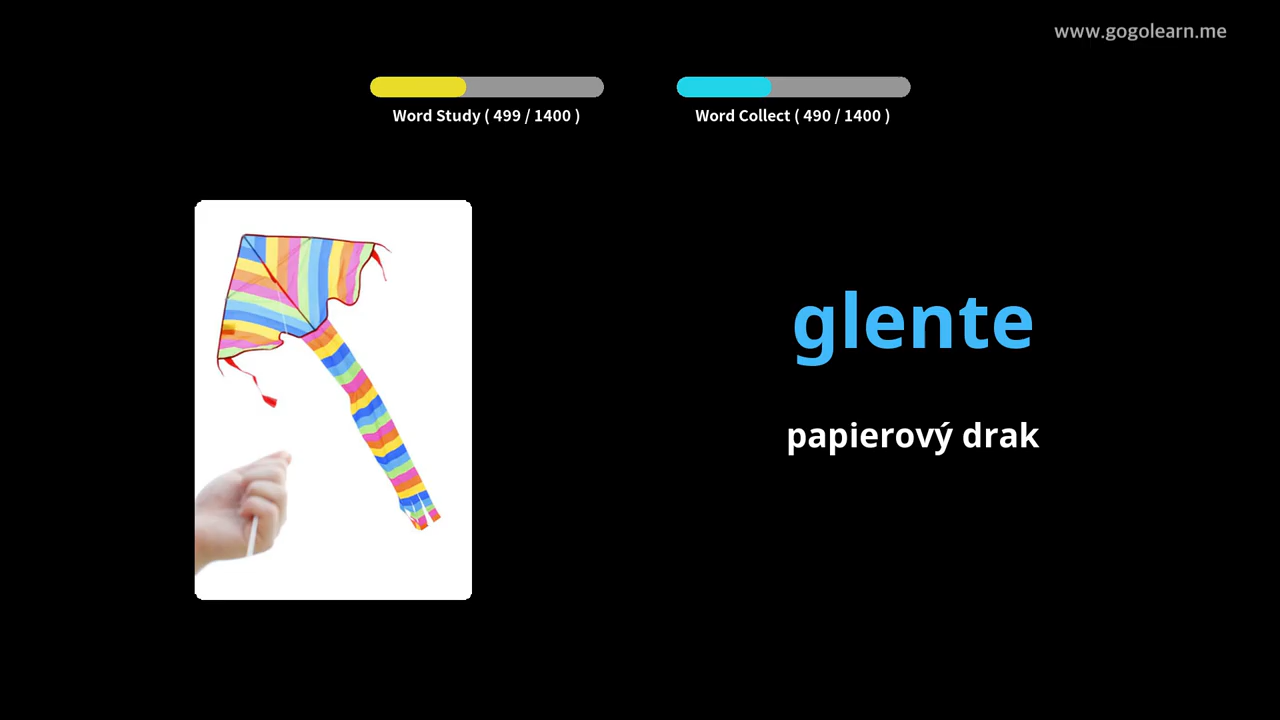 www.gogolearn.me
Word Study ( 499 / 1400 )
Word Collect ( 490 / 1400 )
glente
papierový drak